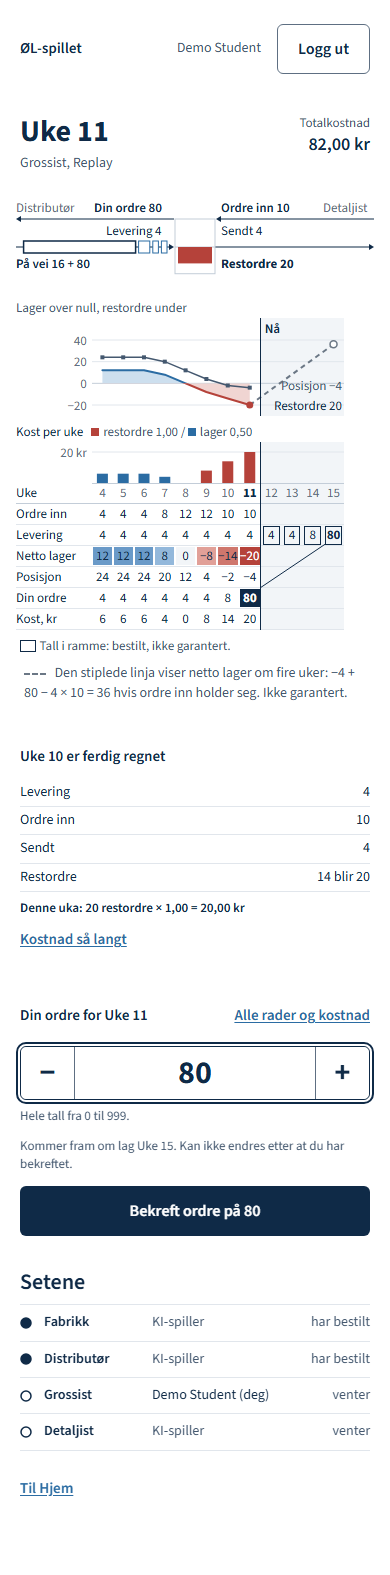 ØL-spillet Demo Student Logg ut
Uke 11 Totalkostnad
82,00 kr
Grossist, Replay
Distributør Din ordre 80 Ordre inn 10 Detaljist
Levering 4 Sendt 4
På vei 16 + 80 Restordre 20
Lager over null, restordre under
Nå
40
20
0 Posisjon −4
−20 Restordre 20
Kost per uke restordre 1,00 / lager 0,50
20 kr
Uke 4 5 6 7 8 9 10 11 12 13 14 15
Ordre inn 4 4 4 8 12 12 10 10
Levering 4 4 4 4 4 4 4 4 4 4 8 80
Netto lager 12 12 12 8 0 −8 −14 −20
Posisjon 24 24 24 20 12 4 −2 −4
Din ordre 4 4 4 4 4 4 8 80
Kost, kr 6 6 6 4 0 8 14 20
Tall i ramme: bestilt, ikke garantert.
Den stiplede linja viser netto lager om fire uker: −4 +
80 − 4 × 10 = 36 hvis ordre inn holder seg. Ikke garantert.
Uke 10 er ferdig regnet
Levering 4
Ordre inn 10
Sendt 4
Restordre 14 blir 20
Denne uka: 20 restordre × 1,00 = 20,00 kr
Kostnad så langt
Din ordre for Uke 11 Alle rader og kostnad
− 80 +
Hele tall fra 0 til 999.
Kommer fram om lag Uke 15. Kan ikke endres etter at du har
bekreftet.
Bekreft ordre på 80
Setene
Fabrikk KI-spiller har bestilt
Distributør KI-spiller har bestilt
Grossist Demo Student (deg) venter
Detaljist KI-spiller venter
Til Hjem